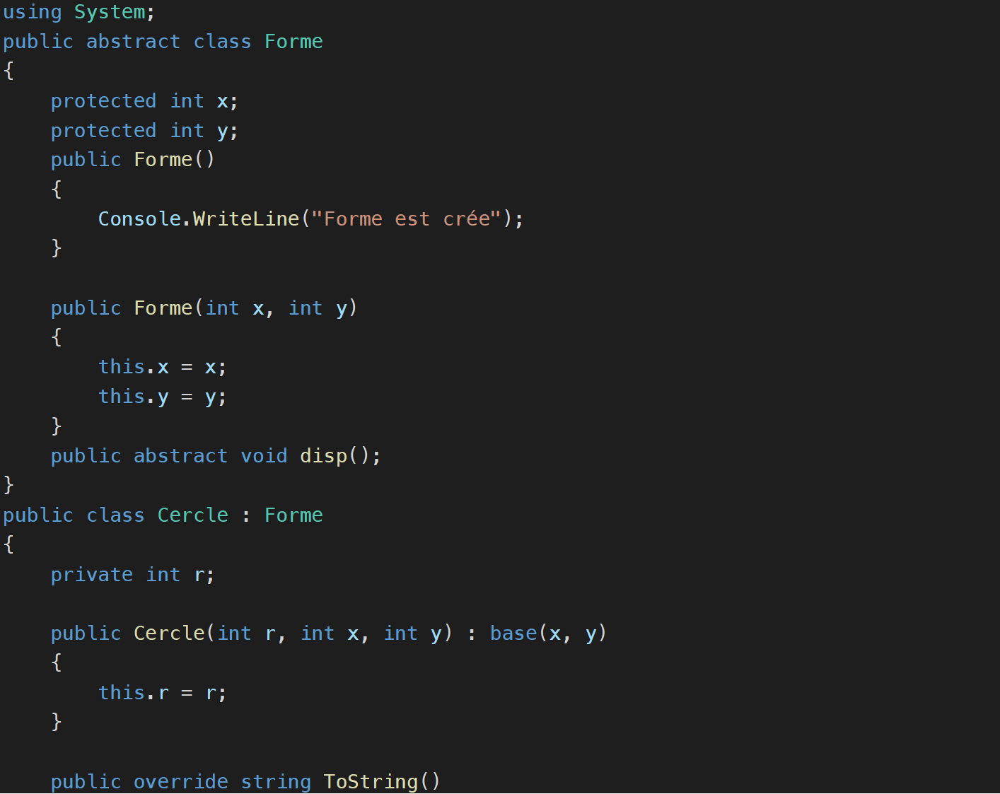 using System;
public abstract class Forme
{
    protected int x;
    protected int y;
    public Forme()
    {
        Console.WriteLine("Forme est crée");
    }

    public Forme(int x, int y)
    {
        this.x = x;
        this.y = y;
    }
    public abstract void disp();
}
public class Cercle : Forme
{
    private int r;

    public Cercle(int r, int x, int y) : base(x, y)
    {
        this.r = r;
    }

    public override string ToString()